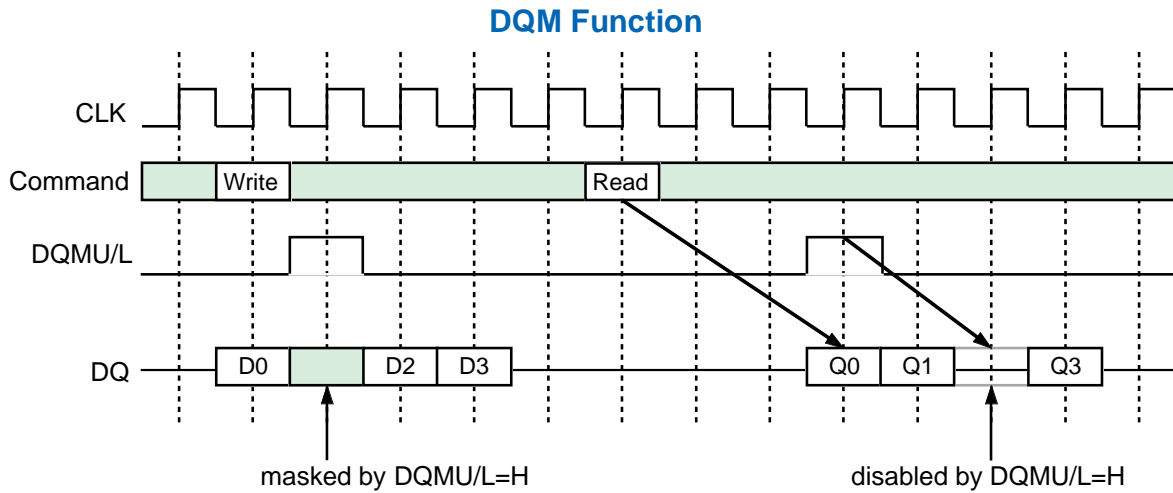 DQM Function
CLK
Command Write Read
DQMU/L
DQ D0 D2 D3 Q0 Q1 Q3
masked by DQMU/L=H disabled by DQMU/L=H